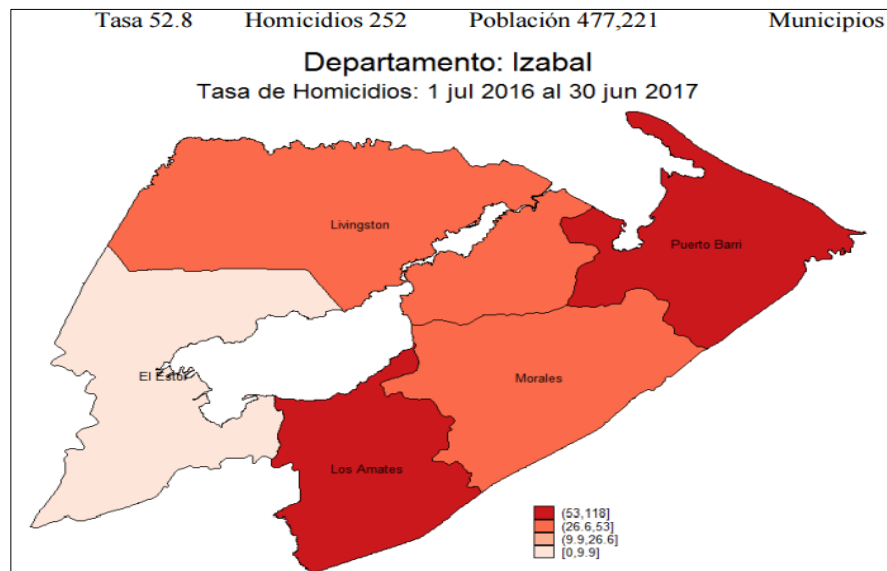 Tasa 52.8 Homicidios 252 Población 477,221 Municipios
Departamento: Izabal
Tasa de Homicidios: 1 jul 2016 al 30 jun 2017
Livingston
Puerto Barri
El Estor
Morales
Los Amates
(53,118]
(26.6,53]
(9.9,26.6]
[0,9.9]